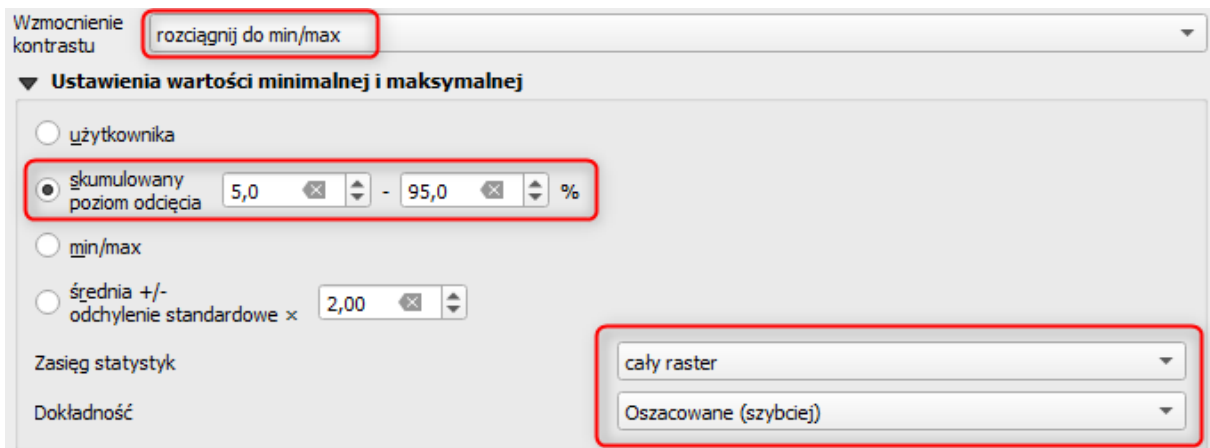 Wzmocnienie
kontrastu
rozciągnij do min/max
Ustawienia wartości minimalnej i maksymalnej
użytkownika
skumulowany
poziom odcięcia 5,0 - 95,0 %
min/max
średnia +/-
odchylenie standardowe × 2,00
Zasięg statystyk cały raster
Dokładność Oszacowane (szybciej)